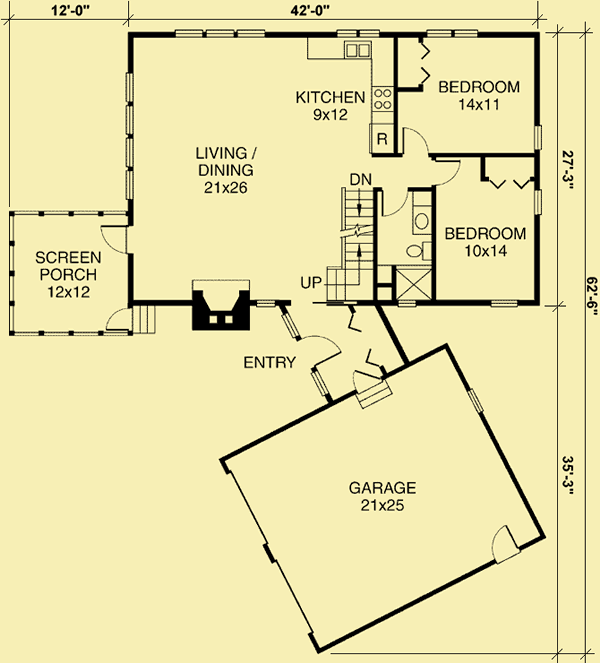 12'-0"
42'-0"
BEDROOM
14x11
KITCHEN
9x12
R
LIVING /
DINING
21x26
DN
27'-3"
BEDROOM
10x14
SCREEN
PORCH
12x12
UP
62'-6"
ENTRY
GARAGE
21x25
35'-3"